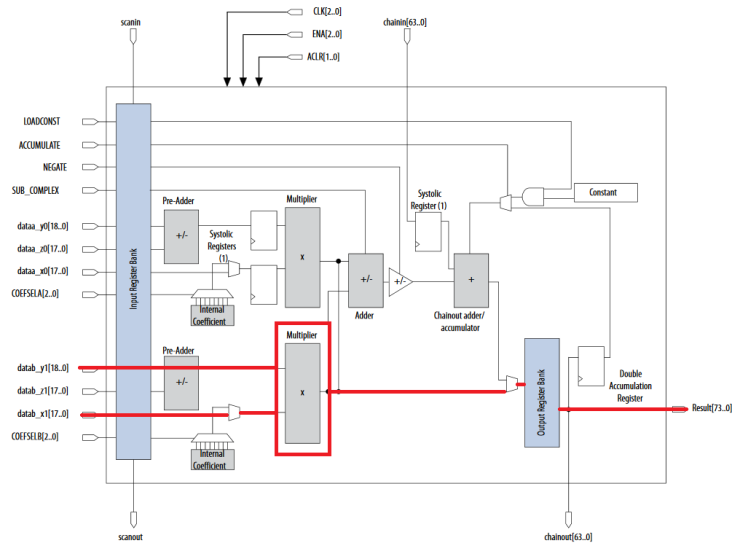 CLK[2..0]
scanin
chainin[63..0]
ENA[2..0]
ACLR[1..0]
LOADCONST
ACCUMULATE
NEGATE
Constant
SUB_COMPLEX
Pre-Adder
Multiplier
Systolic
Register (1)
dataa_y0[18..0]
+/-
Systolic
Registers
(1)
dataa_z0[17..0]
x
dataa_x0[17..0]
+/-
+/-
+
COEFSELA[2..0]
Internal
Coefficient
Adder
Chainout adder/
accumulator
Input Register Bank
Multiplier
Pre-Adder
datab_y1[18..0]
+/-
x
datab_z1[17..0]
Double
Accumulation
Register
datab_x1[17..0]
Output Register Bank
Result[73..0]
COEFSELB[2..0]
Internal
Coefficient
scanout
chainout[63..0]